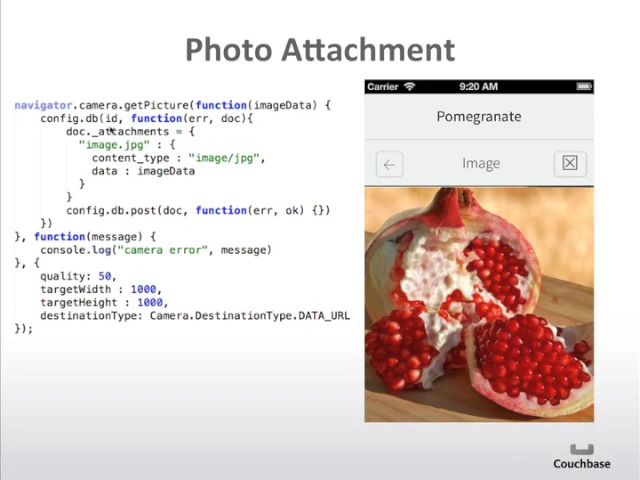 Photo Attachment
navigator.camera.getPicture(function(imageData) {
config.db(id, function(err, doc){
doc._attachments = {
"image.jpg" : {
content_type : "image/jpg",
data : imageData
}
}
config.db.post(doc, function(err, ok) {})
})
}, function(message) {
console.log("camera error", message)
}, {
quality: 50,
targetWidth : 1000,
targetHeight : 1000,
destinationType: Camera.DestinationType.DATA_URL
});
Carrier 9:20 AM
Pomegranate
Image
Couchbase